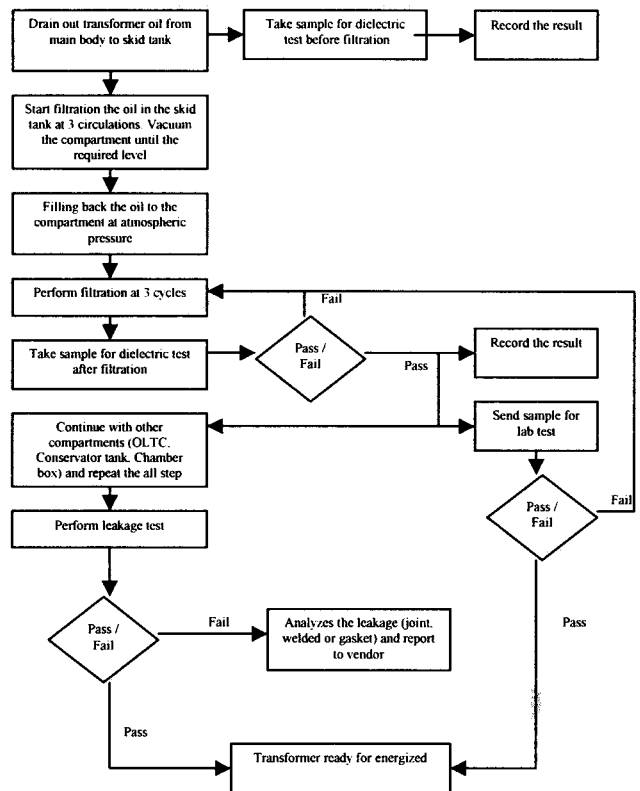 Drain out transformer oil from
main body to skid tank
Take sample for dielectric
test before filtration
Record the result
Start filtration the oil in the skid
tank at 3 circulations. Vacuum
the compartment until the
required level
Filling back the oil to the
compartment at atmospheric
pressure
Perform filtration at 3 cycles
Fail
Take sample for dielectric test
after filtration
Pass /
Fail
Pass
Record the result
Continue with other
compartments (OLTC.
Conservator tank. Chamber
box) and repeat the all step
Send sample for
lab test
Pass /
Fail
Fail
Perform leakage test
Pass /
Fail
Fail
Analyzes the leakage (joint.
welded or gasket) and report
to vendor
Pass
Pass
Transformer ready for energized